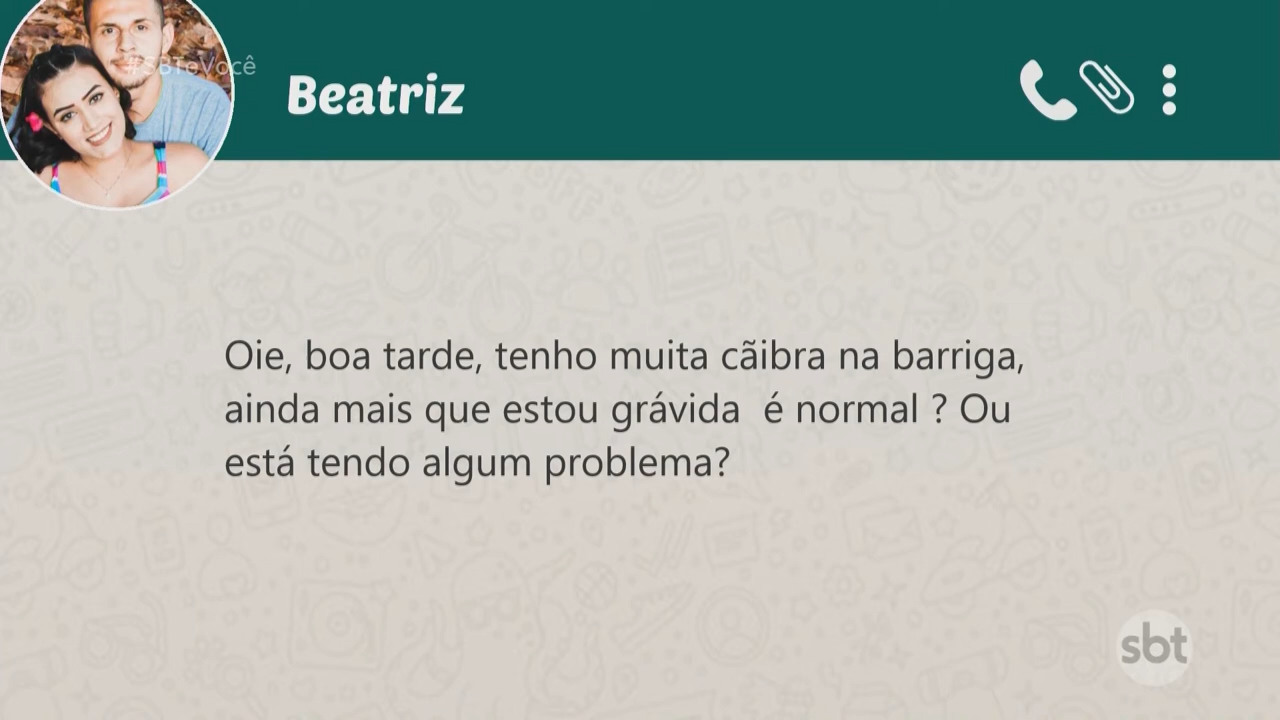 #SBTeVocê
Beatriz
Oie, boa tarde, tenho muita cãibra na barriga,
ainda mais que estou grávida  é normal ? Ou
está tendo algum problema?
sbt